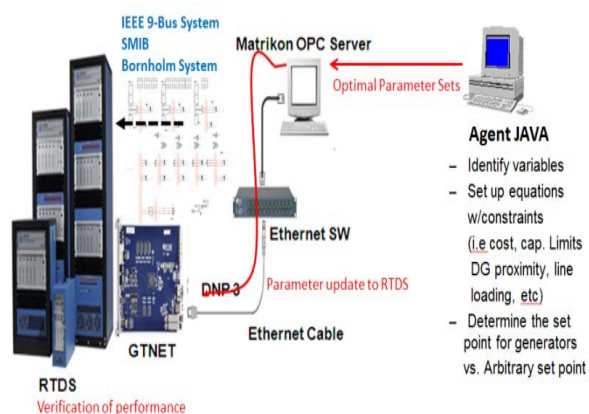 IEEE 9-Bus System
SMIB
Bornholm System
Matrikon OPC Server
Optimal Parameter Sets
Agent JAVA
– Identify variables
– Set up equations
w/constraints
(i.e cost, cap. Limits
DG proximity, line
loading, etc)
– Determine the set
point for generators
vs. Arbitrary set point
Ethernet SW
DNP 3
Parameter update to RTDS
Ethernet Cable
GTNET
RTDS
Verification of performance